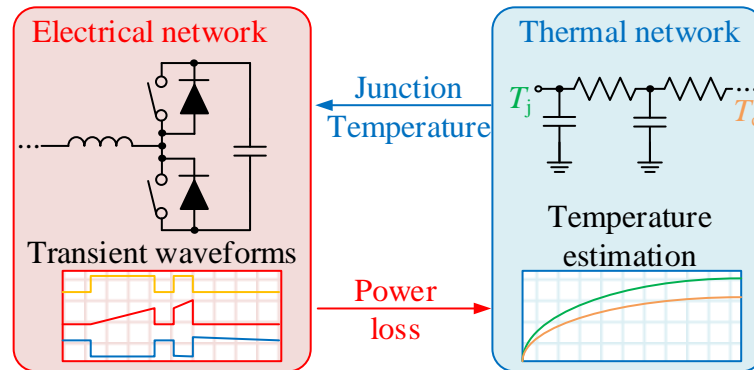 Electrical network
Thermal network
Junction
Temperature
Tj
Transient waveforms
Temperature
estimation
Power
loss